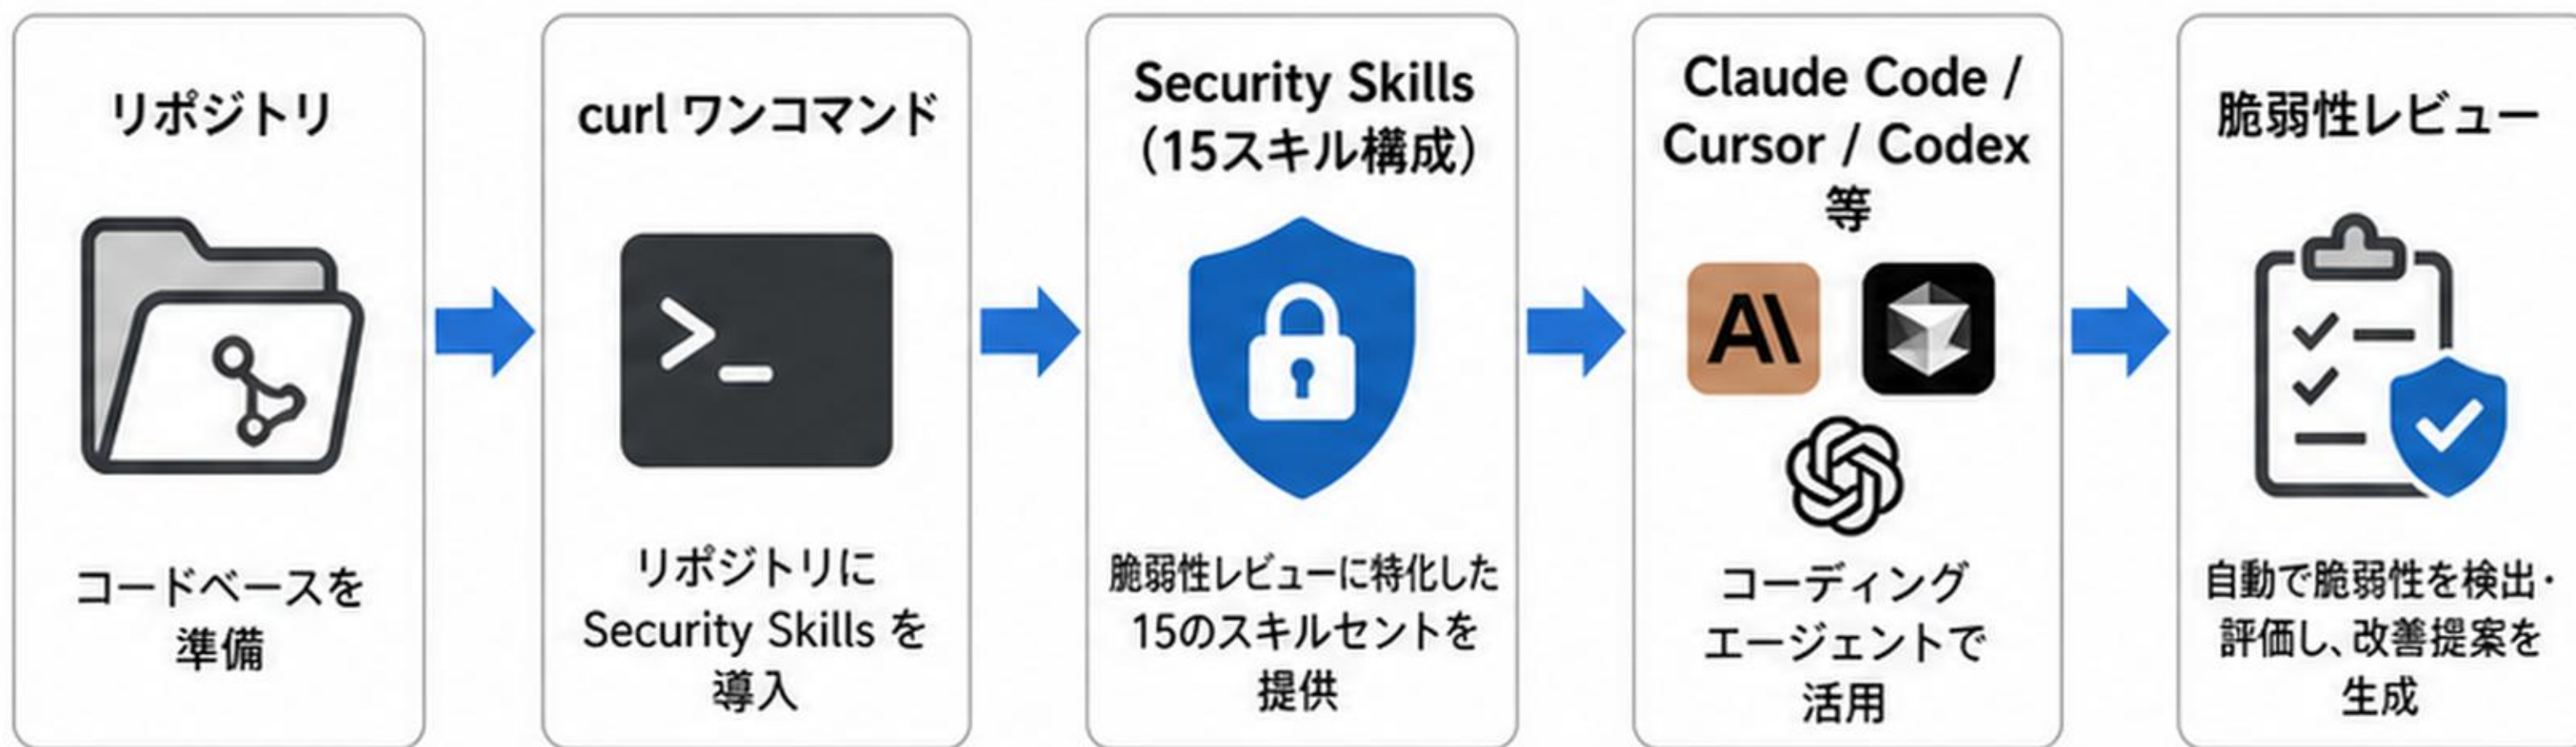 リポジトリ
コードベースを
準備
curl ワンコマンド
>_
リポジトリに
Security Skills を
導入
Security Skills
（15スキル構成）
脆弱性レビューに特化した
15のスキルセントを
提供
Claude Code /
Cursor / Codex
等
A\
コーディング
エージェントで
活用
脆弱性レビュー
自動で脆弱性を検出・
評価し、改善提案を
生成